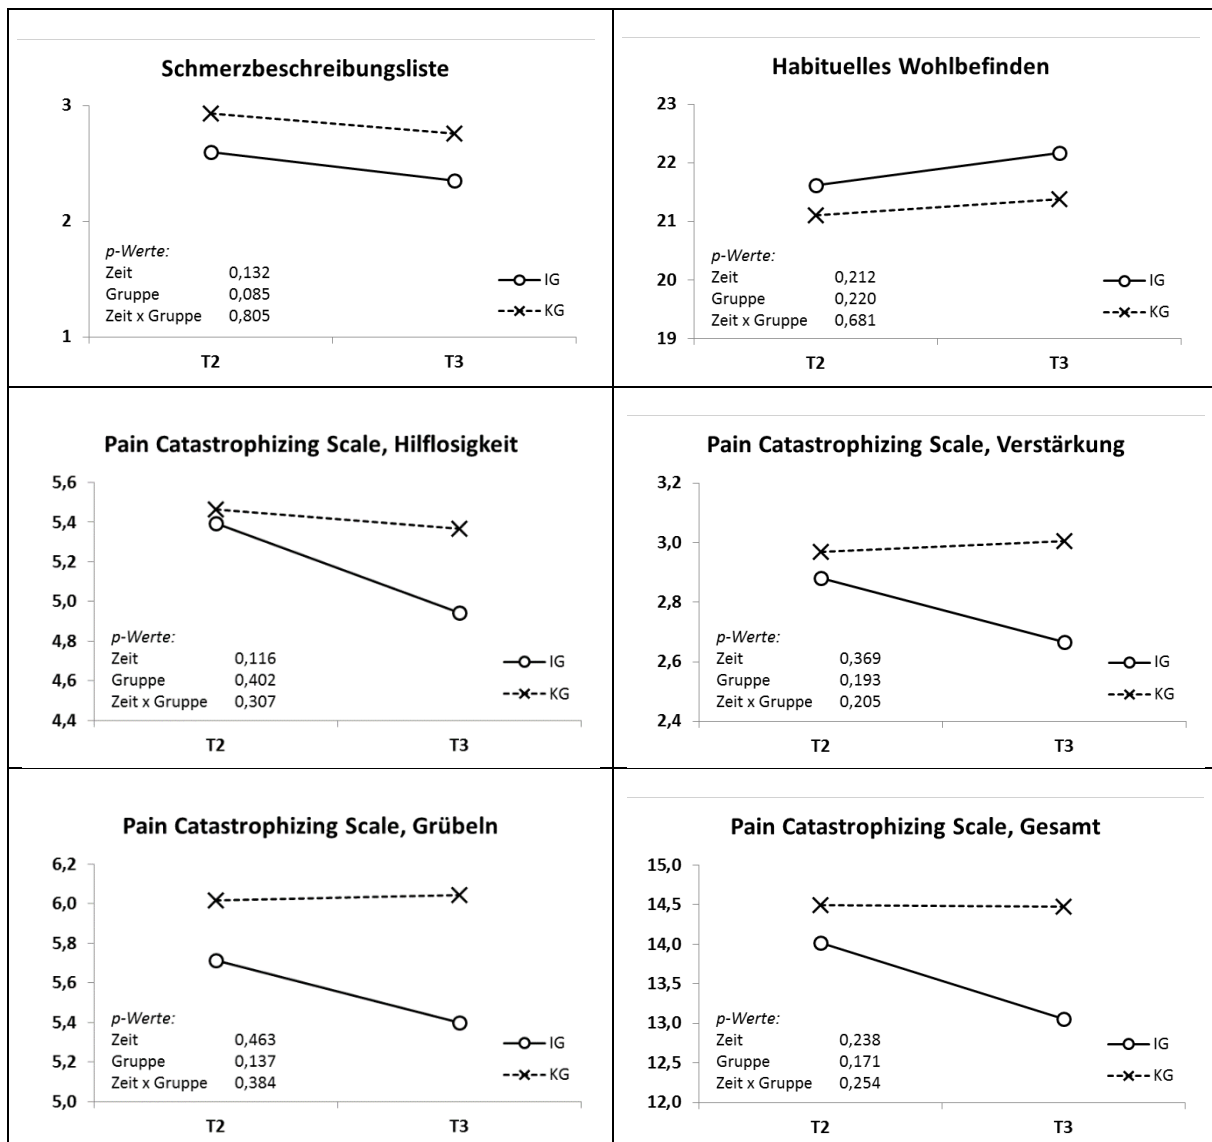 Schmerzbeschreibungsliste
3
2
1
p-Werte:
Zeit 0,132
Gruppe 0,085
Zeit x Gruppe 0,805
IG
KG
T2 T3
Habituelles Wohlbefinden
23
22
21
20
19
p-Werte:
Zeit 0,212
Gruppe 0,220
Zeit x Gruppe 0,681
IG
KG
T2 T3
Pain Catastrophizing Scale, Hilflosigkeit
5,6
5,4
5,2
5,0
4,8
4,6
4,4
p-Werte:
Zeit 0,116
Gruppe 0,402
Zeit x Gruppe 0,307
IG
KG
T2 T3
Pain Catastrophizing Scale, Verstärkung
3,2
3,0
2,8
2,6
2,4
p-Werte:
Zeit 0,369
Gruppe 0,193
Zeit x Gruppe 0,205
IG
KG
T2 T3
Pain Catastrophizing Scale, Grübeln
6,2
6,0
5,8
5,6
5,4
5,2
5,0
p-Werte:
Zeit 0,463
Gruppe 0,137
Zeit x Gruppe 0,384
IG
KG
T2 T3
Pain Catastrophizing Scale, Gesamt
15,0
14,5
14,0
13,5
13,0
12,5
12,0
p-Werte:
Zeit 0,238
Gruppe 0,171
Zeit x Gruppe 0,254
IG
KG
T2 T3